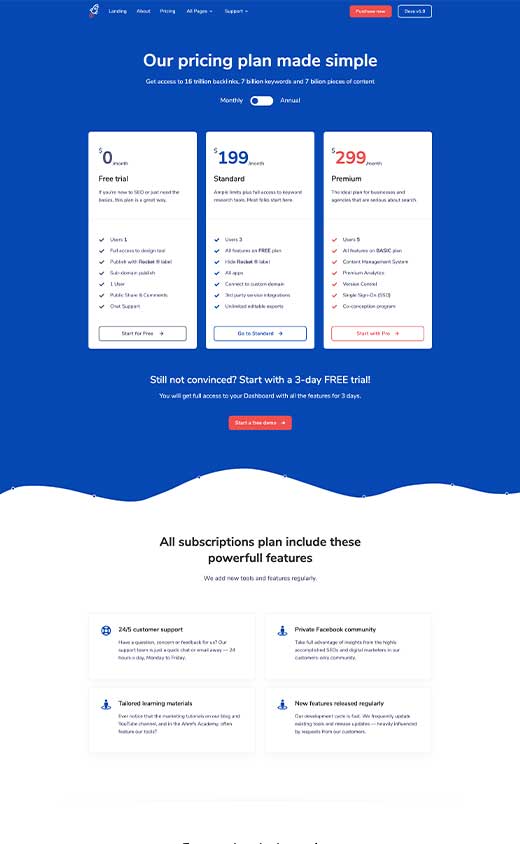 Landing About Pricing All Pages Support Purchase now Docs v1.0
Our pricing plan made simple
Get access to 16 trillion backlinks, 7 billion keywords and 7 bilion pieces of content
Monthly Annual
$0/month
Free trial
If you're new to SEO or just need the
basics, this plan is a great way.
Users 1
Full access to design tool
Publish with Rocket ® label
Sub-domain publish
1 User
Public Share & Comments
Chat Support
Start for Free
$199/month
Standard
Ample limits plus full access to keyword
research tools. Most folks start here.
Users 3
All features on FREE plan
Hide Rocket ® label
All apps
Connect to custom domain
3rd party service integrations
Unlimited editable exports
Go to Standard
$299/month
Premium
The ideal plan for businesses and
agencies that are serious about search.
Users 5
All features on BASIC plan
Content Management System
Premium Analytics
Version Control
Single Sign-On (SSO)
Co-conception program
Start with Pro
Still not convinced? Start with a 3-day FREE trial!
You will get full access to your Dashboard with all the features for 3 days.
Start a free demo
All subscriptions plan include these
powerfull features
We add new tools and features regularly.
24/5 customer support
Have a question, concern or feedback for us? Our
support team is just a quick chat or email away — 24
hours a day, Monday to Friday.
Private Facebook community
Take full advantage of insights from the highly
accomplished SEOs and digital marketers in our
customers-only community.
Tailored learning materials
Ever notice that the marketing tutorials on our blog and
YouTube channel, and in the Ahrefs' Academy, often
feature our tools?
New features released regularly
Our development cycle is fast. We frequently update
existing tools and release updates — heavily influenced
by requests from our customers.